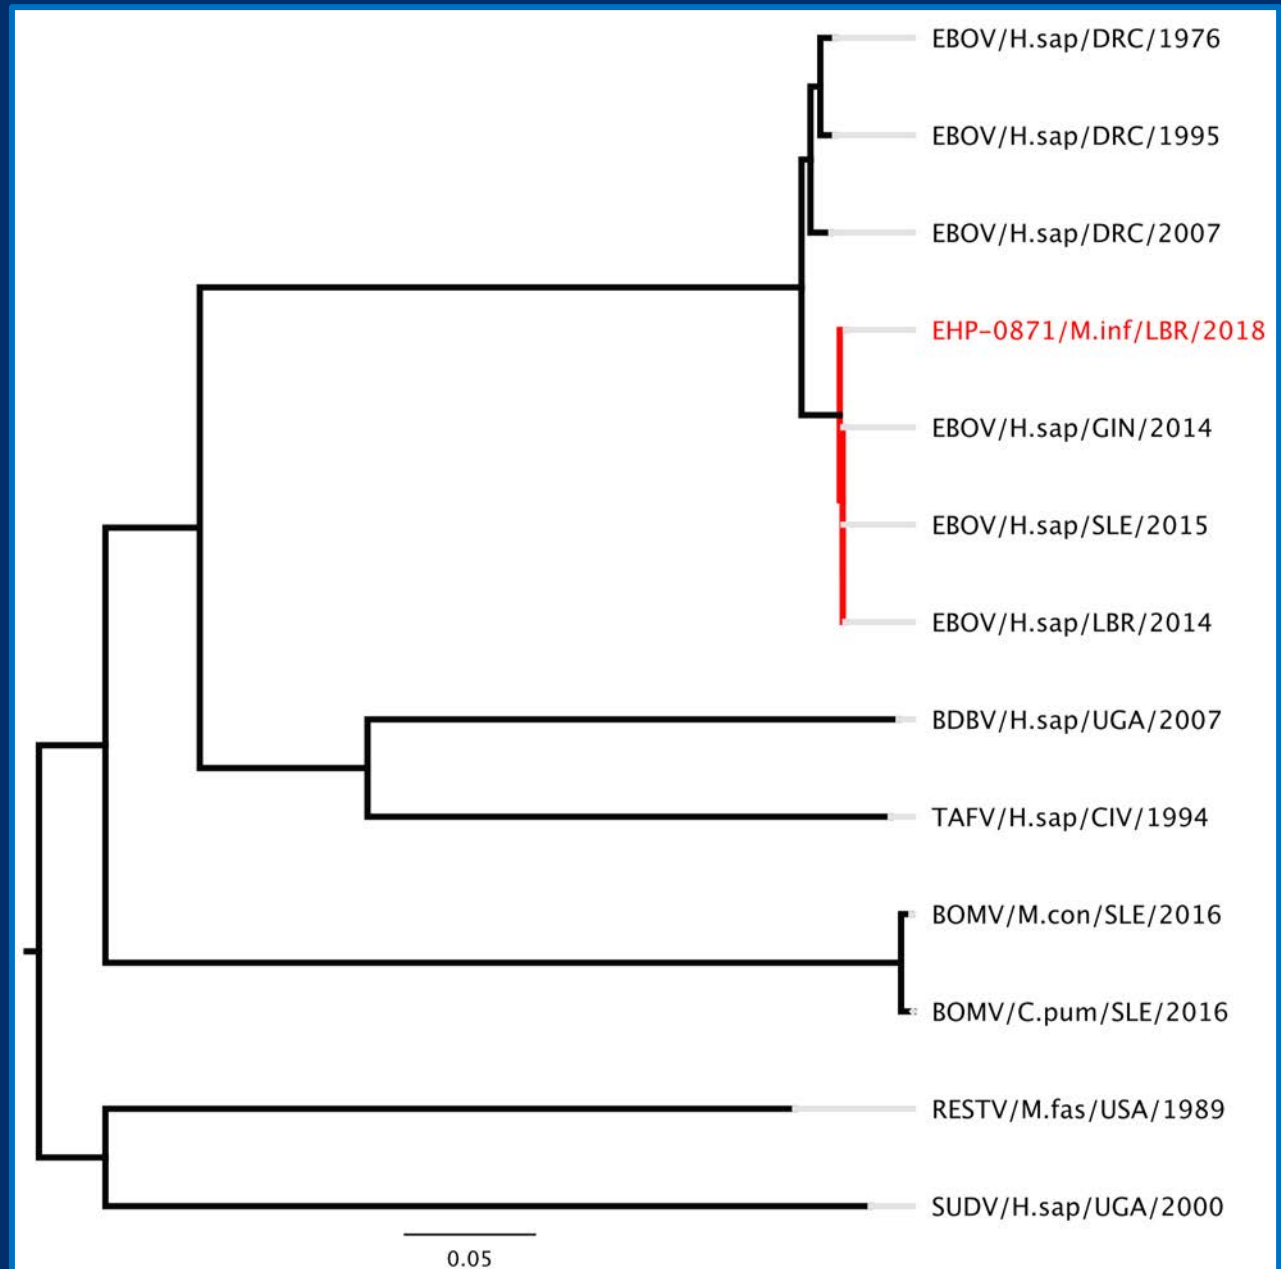 EBOV/H.sap/DRC/1976
EBOV/H.sap/DRC/1995
EBOV/H.sap/DRC/2007
EHP-0871/M.inf/LBR/2018
EBOV/H.sap/GIN/2014
EBOV/H.sap/SLE/2015
EBOV/H.sap/LBR/2014
BDBV/H.sap/UGA/2007
TAFV/H.sap/CIV/1994
BOMV/M.con/SLE/2016
BOMV/C.pum/SLE/2016
RESTV/M.fas/USA/1989
SUDV/H.sap/UGA/2000
0.05